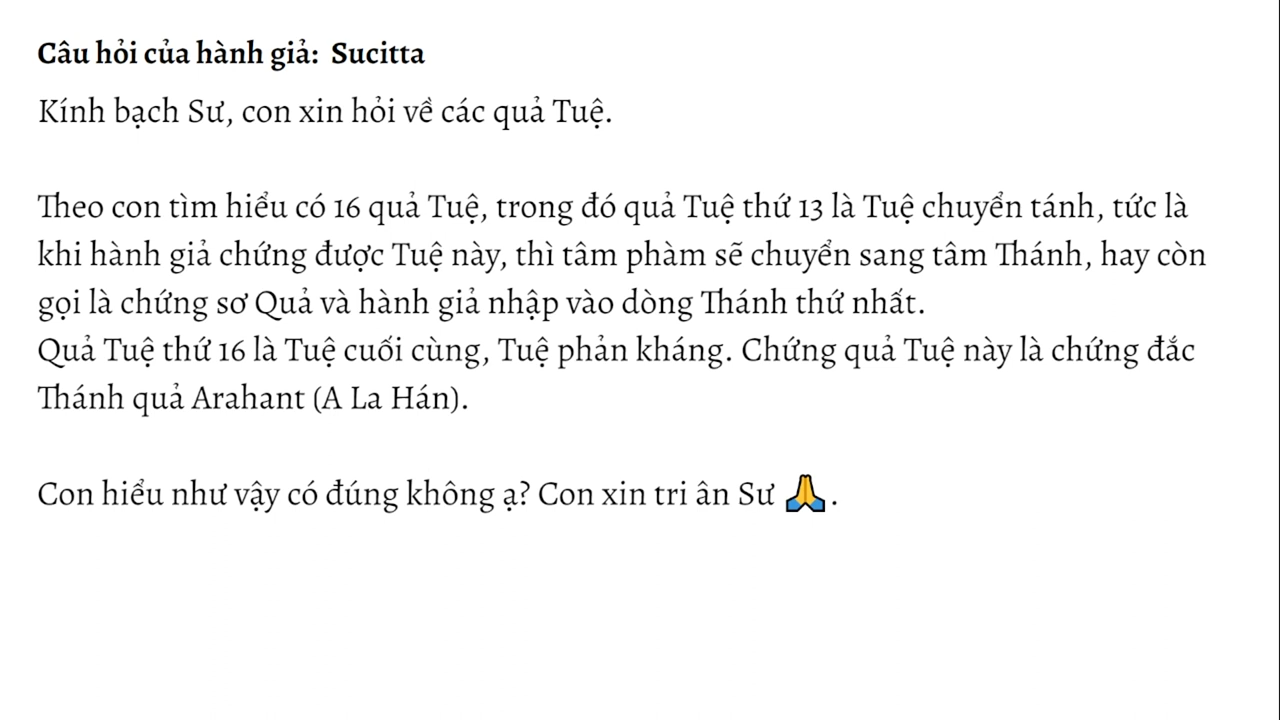 Câu hỏi của hành giả: Sucitta
Kính bạch Sư, con xin hỏi về các quả Tuệ.
Theo con tìm hiểu có 16 quả Tuệ, trong đó quả Tuệ thứ 13 là Tuệ chuyển tánh, tức là
khi hành giả chứng được Tuệ này, thì tâm phàm sẽ chuyển sang tâm Thánh, hay còn
gọi là chứng sơ Quả và hành giả nhập vào dòng Thánh thứ nhất.
Quả Tuệ thứ 16 là Tuệ cuối cùng, Tuệ phản kháng. Chứng quả Tuệ này là chứng đắc
Thánh quả Arahant (A La Hán).
Con hiểu như vậy có đúng không ạ? Con xin tri ân Sư 🙏.